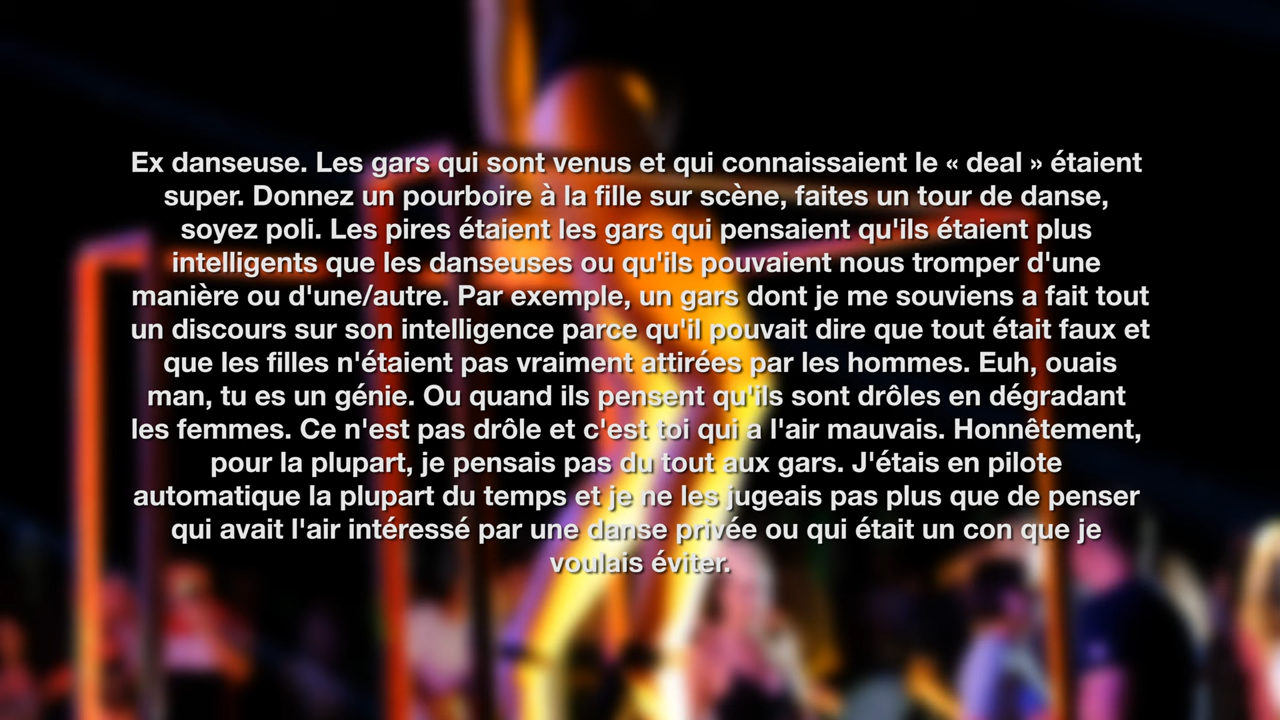 Ex danseuse. Les gars qui sont venus et qui connaissaient le « deal » étaient
super. Donnez un pourboire à la fille sur scène, faites un tour de danse,
soyez poli. Les pires étaient les gars qui pensaient qu'ils étaient plus
intelligents que les danseuses ou qu'ils pouvaient nous tromper d'une
manière ou d'une/autre. Par exemple, un gars dont je me souviens a fait tout
un discours sur son intelligence parce qu'il pouvait dire que tout était faux et
que les filles n'étaient pas vraiment attirées par les hommes. Euh, ouais
man, tu es un génie. Ou quand ils pensent qu'ils sont drôles en dégradant
les femmes. Ce n'est pas drôle et c'est toi qui a l'air mauvais. Honnêtement,
pour la plupart, je pensais pas du tout aux gars. J'étais en pilote
automatique la plupart du temps et je ne les jugeais pas plus que de penser
qui avait l'air intéressé par une danse privée ou qui était un con que je
voulais éviter.